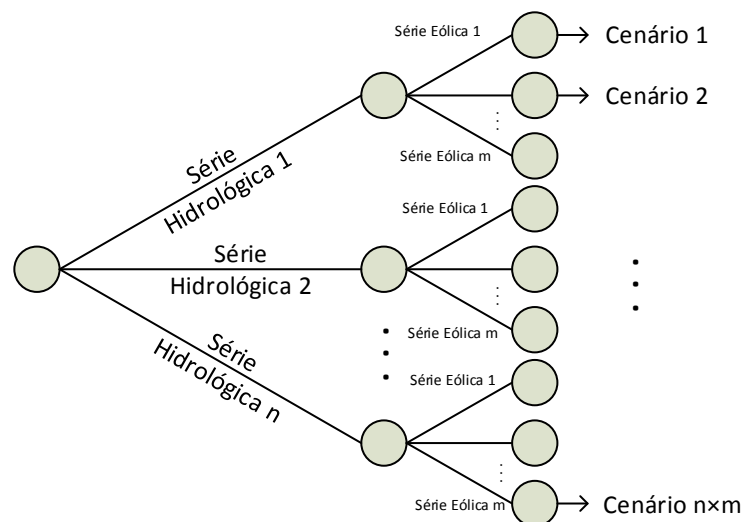 Série Eólica 1
Cenário 1
Cenário 2
Série Eólica m
Série
Hidrológica 1
Série Eólica 1
Série
Hidrológica 2
Série Eólica m
Série
Hidrológica n
Série Eólica 1
Série Eólica m
Cenário n×m